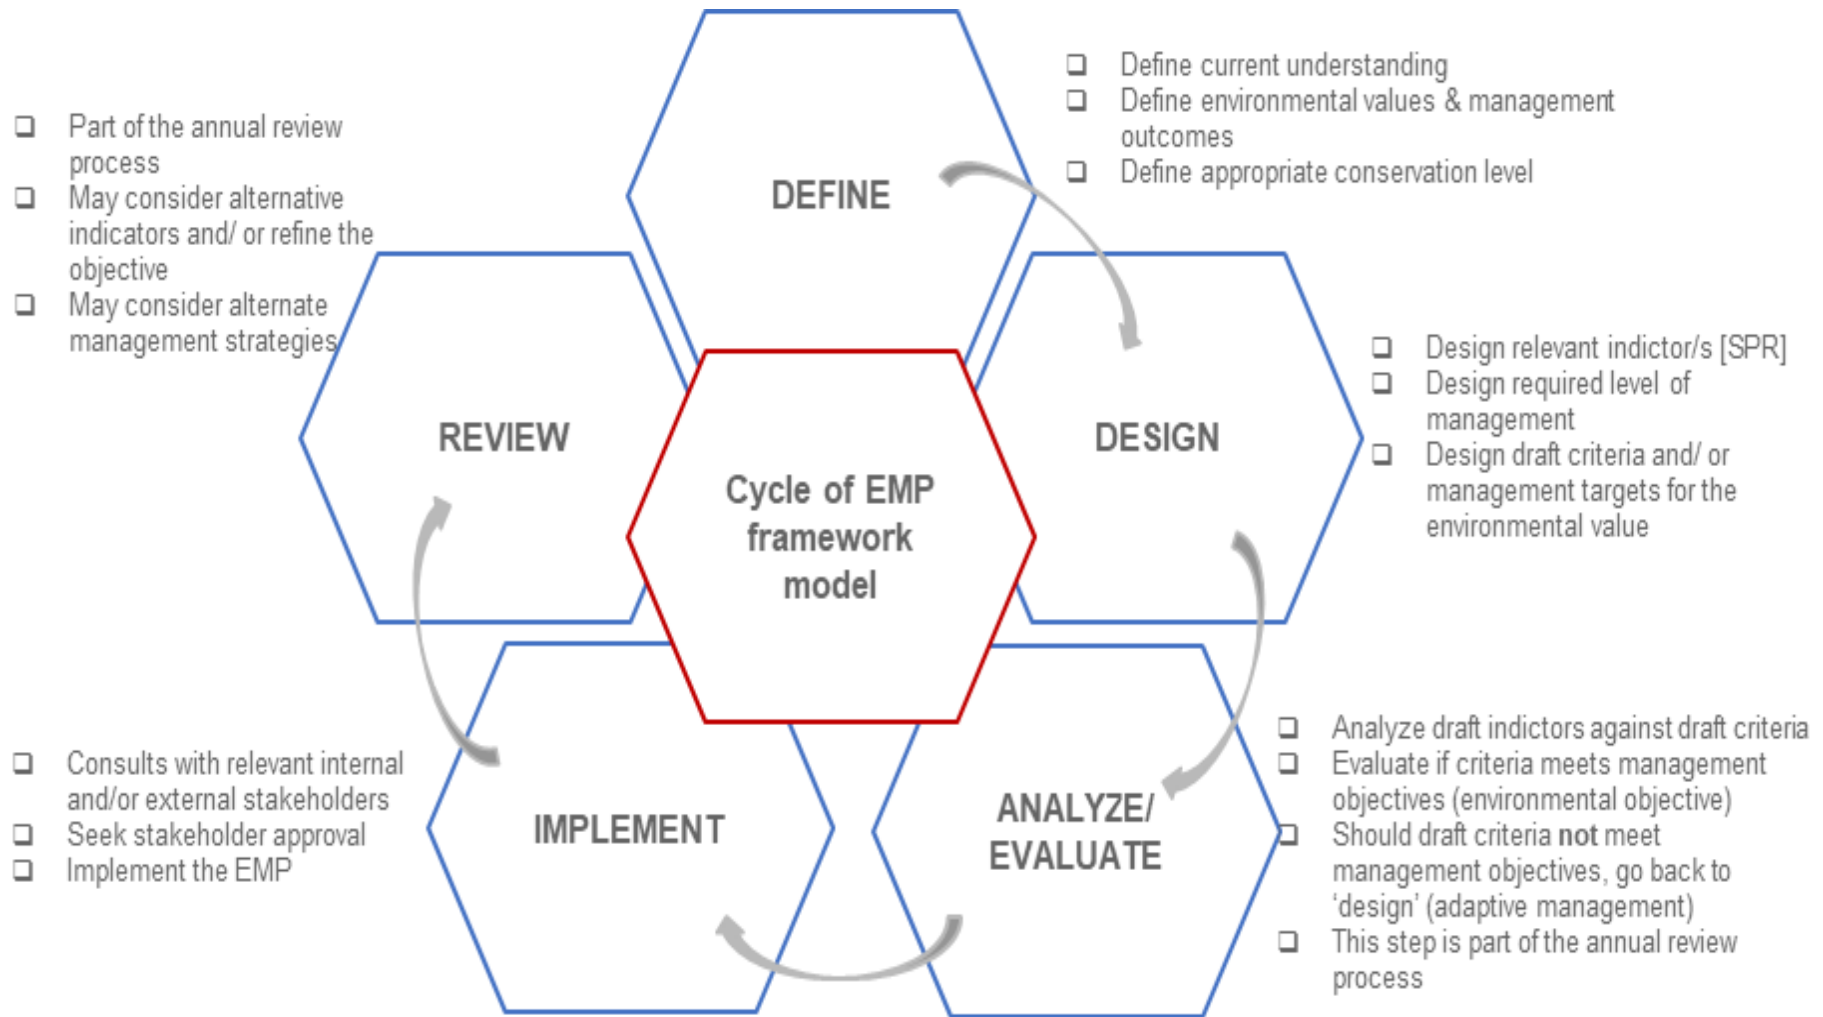 DEFINE
❑ Define current understanding
❑ Define environmental values & management
outcomes
❑ Define appropriate conservation level
DESIGN
❑ Design relevant indictor/s [SPR]
❑ Design required level of
management
❑ Design draft criteria and/ or
management targets for the
environmental value
ANALYZE/
EVALUATE
❑ Analyze draft indictors against draft criteria
❑ Evaluate if criteria meets management
objectives (environmental objective)
❑ Should draft criteria not meet
management objectives, go back to
‘design’ (adaptive management)
❑ This step is part of the annual review
process
IMPLEMENT
❑ Consults with relevant internal
and/or external stakeholders
❑ Seek stakeholder approval
❑ Implement the EMP
REVIEW
❑ Part of the annual review
process
❑ May consider alternative
indicators and/ or refine the
objective
❑ May consider alternate
management strategies
Cycle of EMP
framework
model